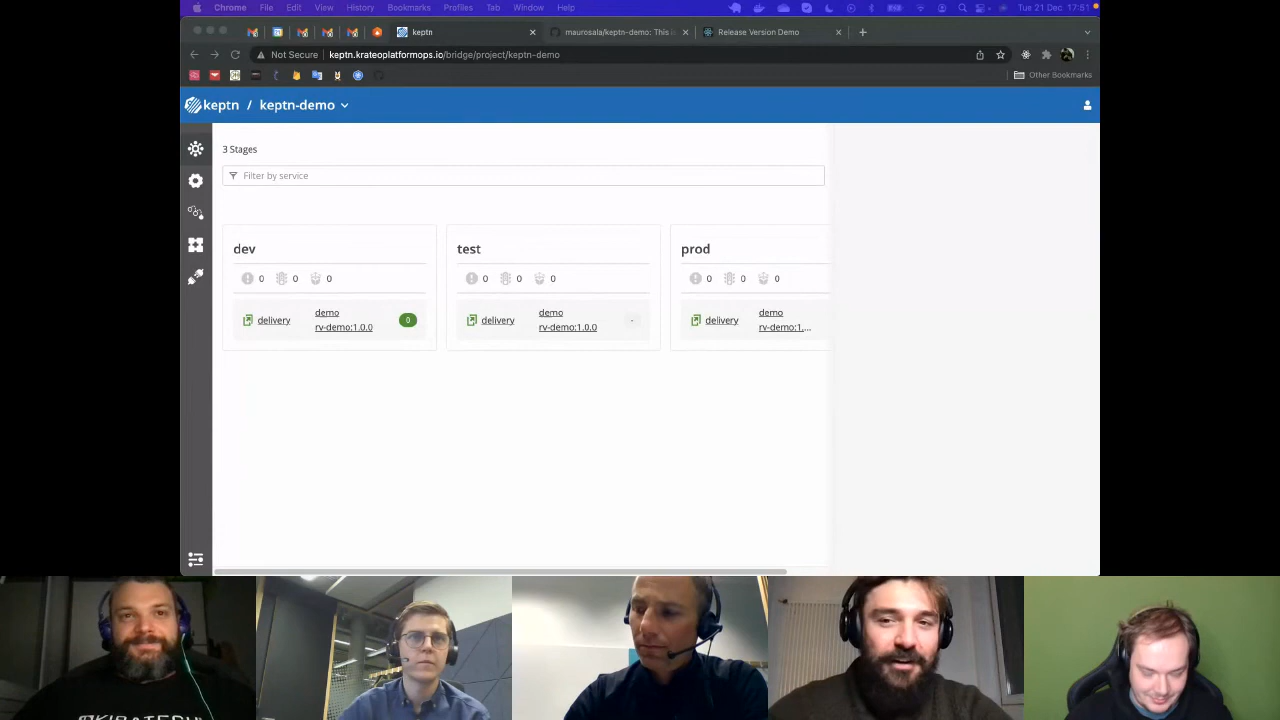 Chrome File Edit View History Bookmarks Profiles Tab Window Help Tue 21 Dec 17:51
keptn maurosala/keptn-demo: This Release Version Demo
Not Secure keptn.krateoplatformops.io/bridge/project/keptn-demo
Other Bookmarks
keptn / keptn-demo
3 Stages
Filter by service
dev test prod
0 0 0 0 0 0 0 0 0
delivery demo rv-demo:1.0.0 0
delivery demo rv-demo:1.0.0 -
delivery demo rv-demo:1....